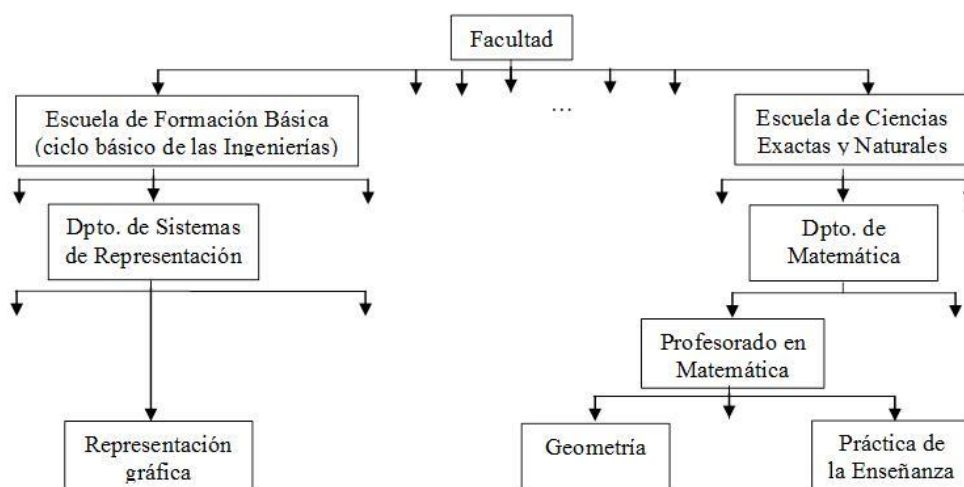 Facultad
...
Escuela de Formación Básica
(ciclo básico de las Ingenierías)
Escuela de Ciencias
Exactas y Naturales
Dpto. de Sistemas
de Representación
Dpto. de
Matemática
Profesorado en
Matemática
Representación
gráfica
Geometría
Práctica de
la Enseñanza